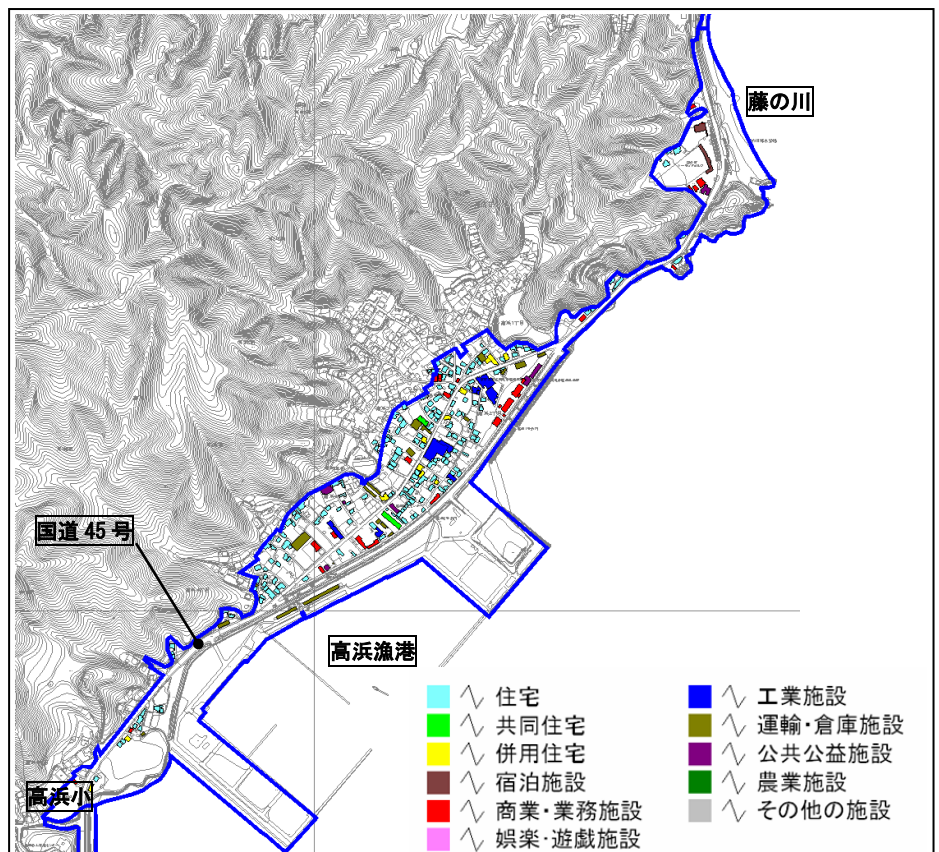 藤の川
国道 45 号
高浜漁港
高浜小
住宅
共同住宅
併用住宅
宿泊施設
商業・業務施設
娯楽・遊戯施設
工業施設
運輸・倉庫施設
公共公益施設
農業施設
その他の施設